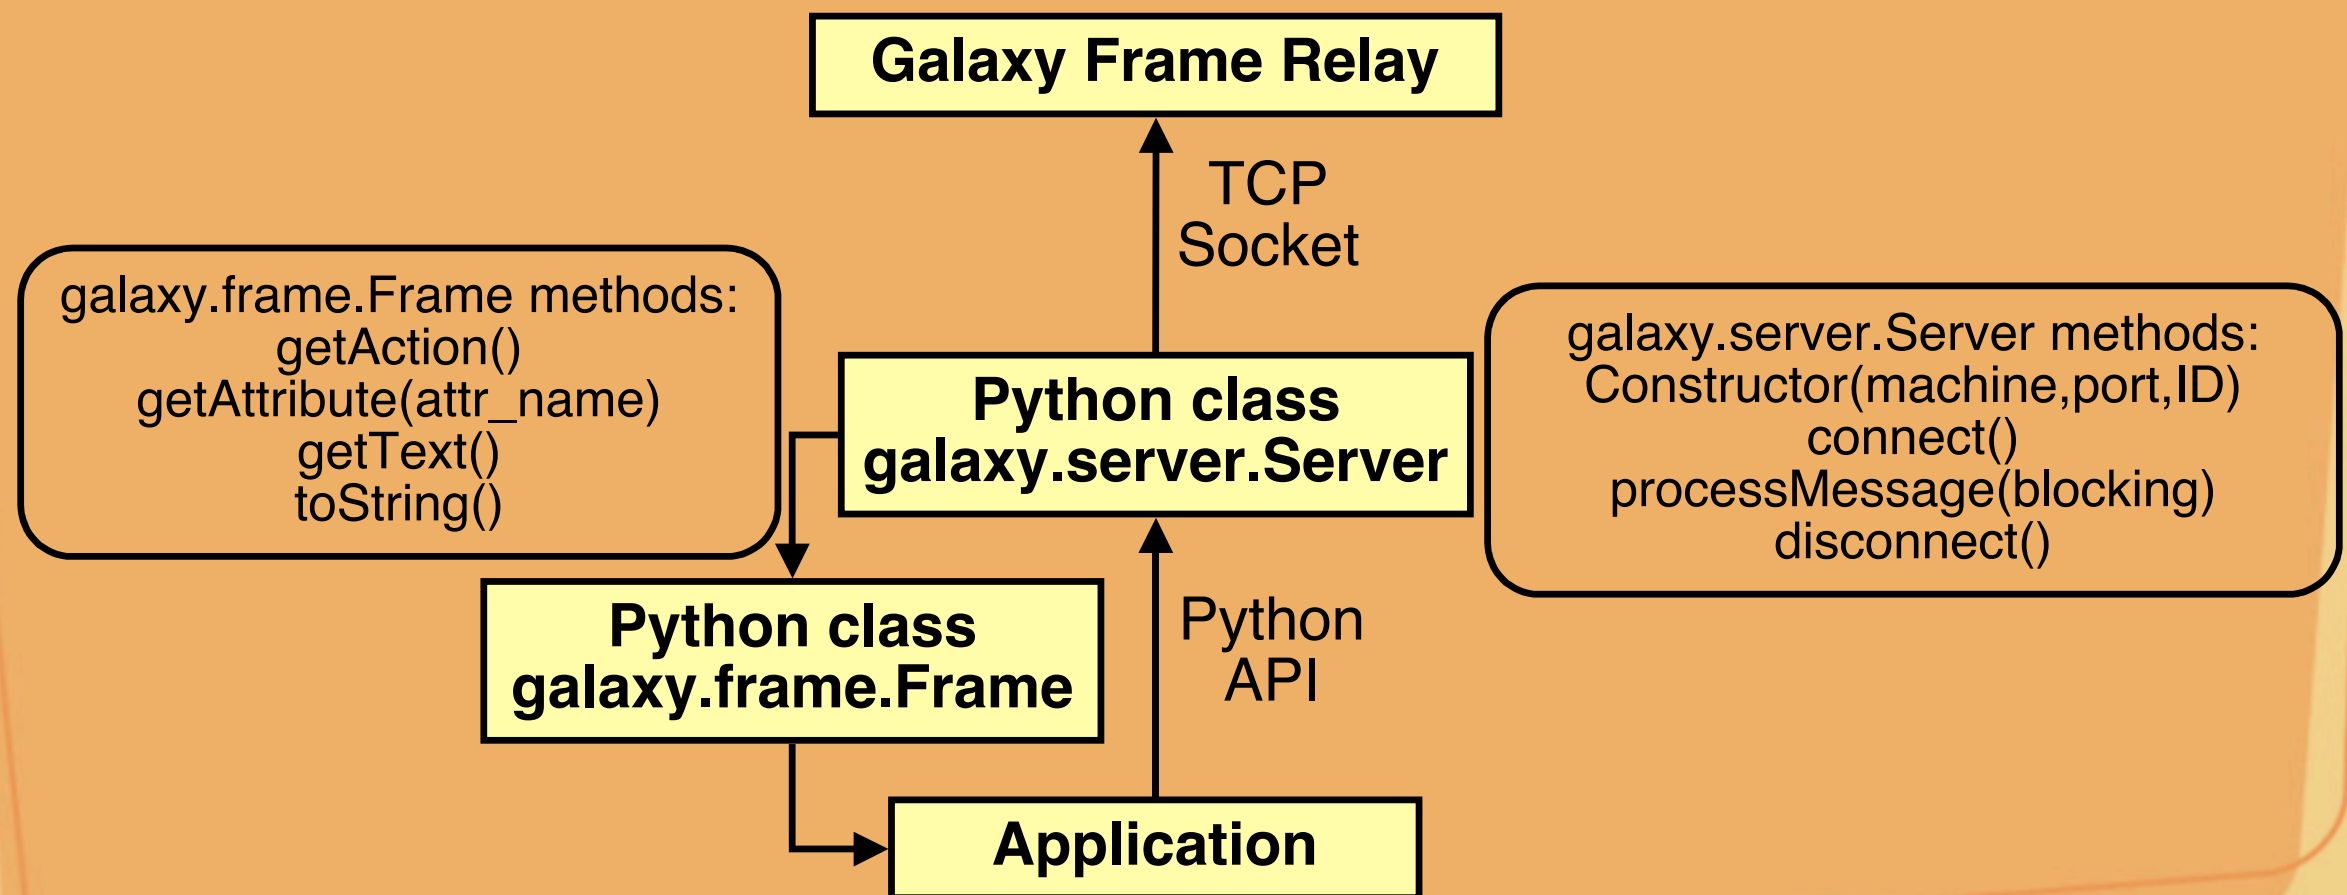 Galaxy Frame Relay
TCP
Socket
galaxy.frame.Frame methods:
getAction()
getAttribute(attr_name)
getText()
toString()
Python class
galaxy.server.Server
galaxy.server.Server methods:
Constructor(machine,port,ID)
connect()
processMessage(blocking)
disconnect()
Python class
galaxy.frame.Frame
Python
API
Application